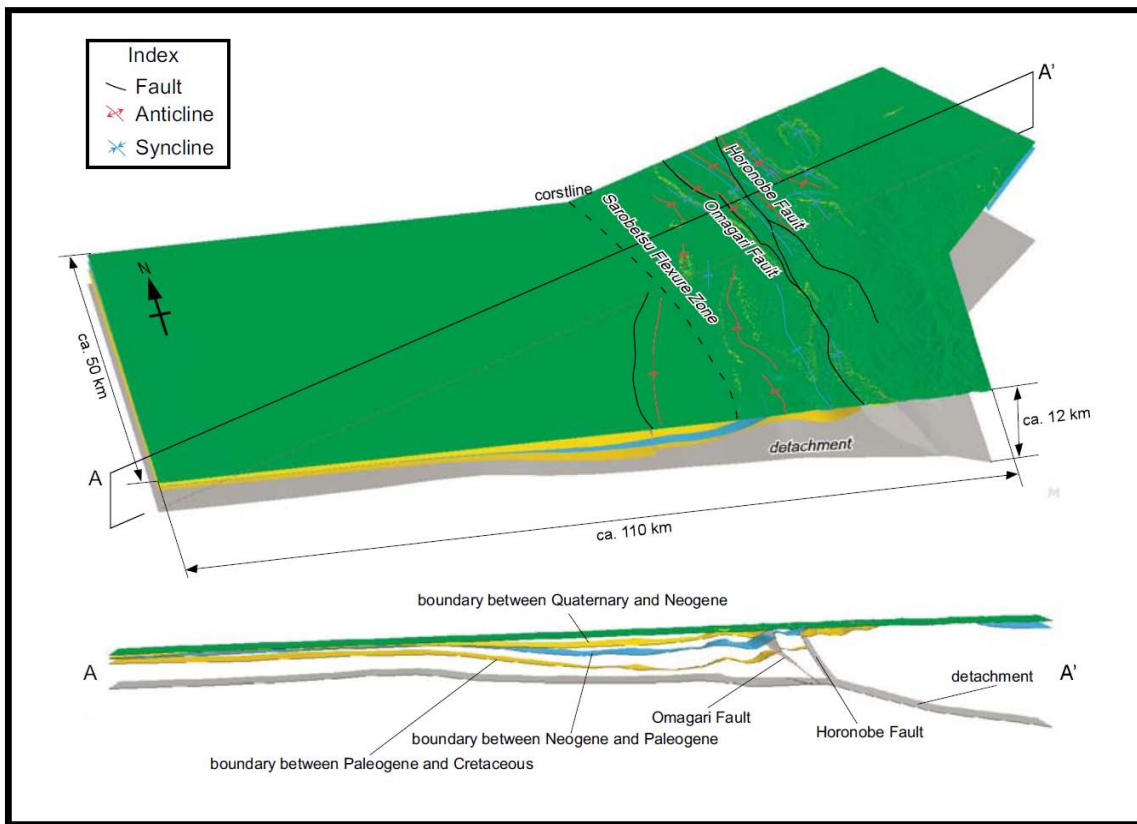 Index
Fault
Anticline
Syncline
A'
corstline
Horonobe Fault
Omagari Fault
Sarobetsu Flexure Zone
N
ca. 50 km
A
detachment
ca. 12 km
M
ca. 110 km
boundary between Quaternary and Neogene
A
detachment
A'
Omagari Fault
Horonobe Fault
boundary between Neogene and Paleogene
boundary between Paleogene and Cretaceous